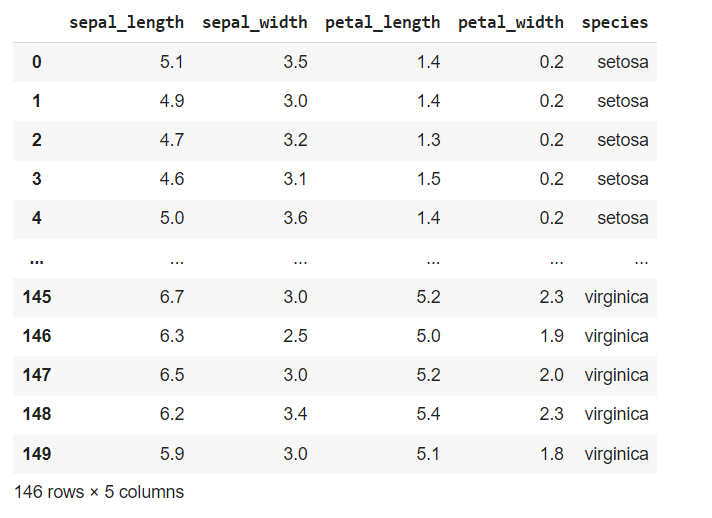 sepal_length sepal_width petal_length petal_width species
0 5.1 3.5 1.4 0.2 setosa
1 4.9 3.0 1.4 0.2 setosa
2 4.7 3.2 1.3 0.2 setosa
3 4.6 3.1 1.5 0.2 setosa
4 5.0 3.6 1.4 0.2 setosa
... ... ... ... ... ...
145 6.7 3.0 5.2 2.3 virginica
146 6.3 2.5 5.0 1.9 virginica
147 6.5 3.0 5.2 2.0 virginica
148 6.2 3.4 5.4 2.3 virginica
149 5.9 3.0 5.1 1.8 virginica
146 rows × 5 columns